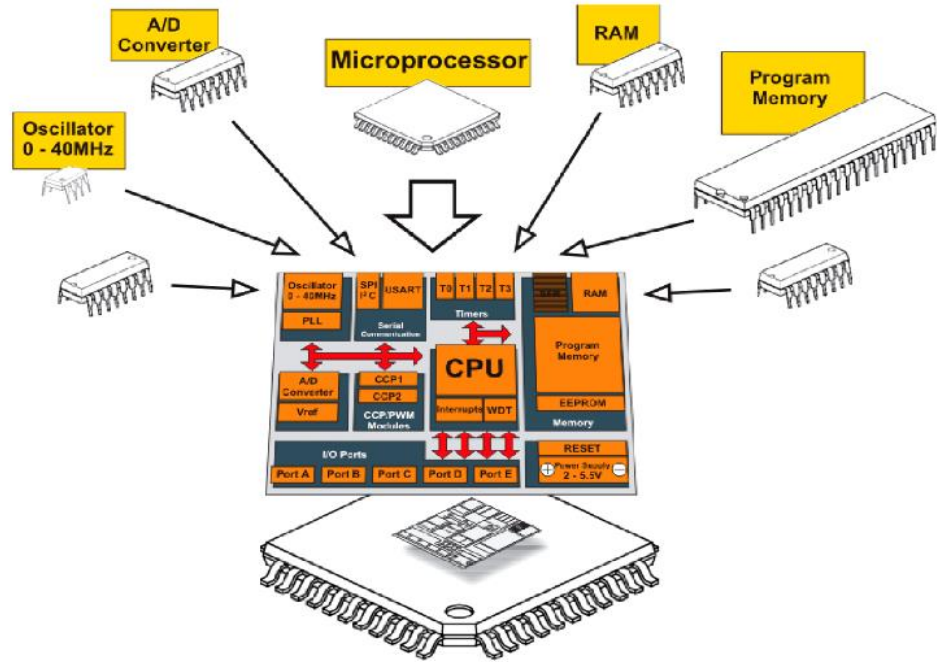 A/D
Converter
Microprocessor
RAM
Program
Memory
Oscillator
0 - 40MHz
Oscillator
0 - 40MHz
PLL
SPI
I²C
USART
Serial
Communication
T0
T1
T2
T3
Timers
RAM
Program
Memory
EEPROM
Memory
A/D
Converter
Vref
CCP1
CCP2
CCP/PWM
Modules
CPU
Interrupts
WDT
I/O Ports
Port A
Port B
Port C
Port D
Port E
RESET
Power Supply
2 - 5.5V